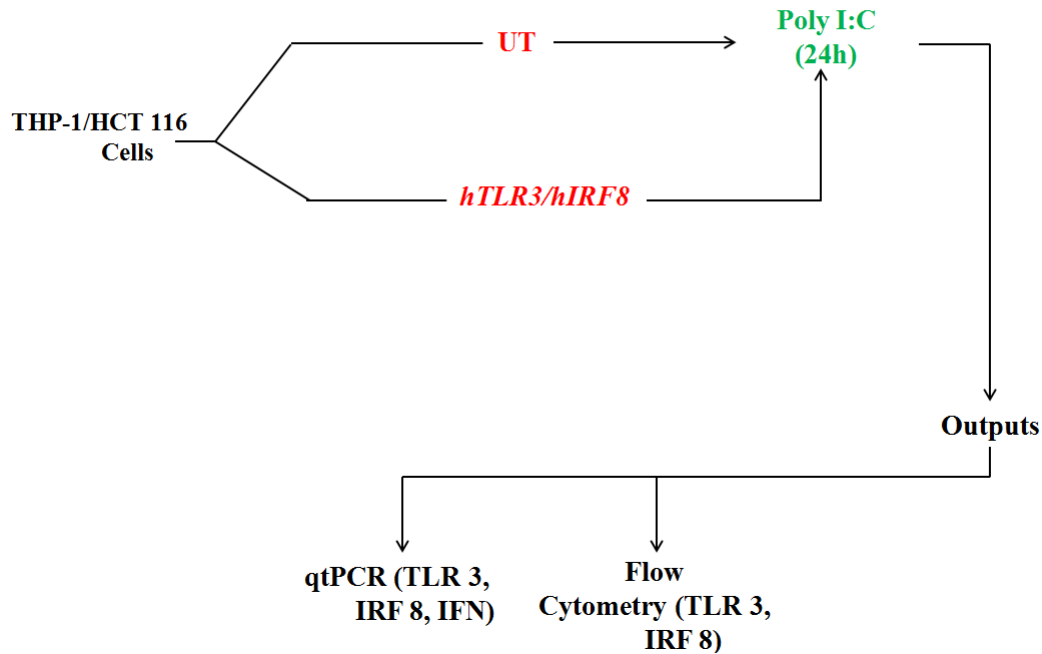 UT
Poly I:C
(24h)
THP-1/HCT 116
Cells
hTLR3/hIRF8
Outputs
qtPCR (TLR 3,
IRF 8, IFN)
Flow
Cytometry (TLR 3,
IRF 8)